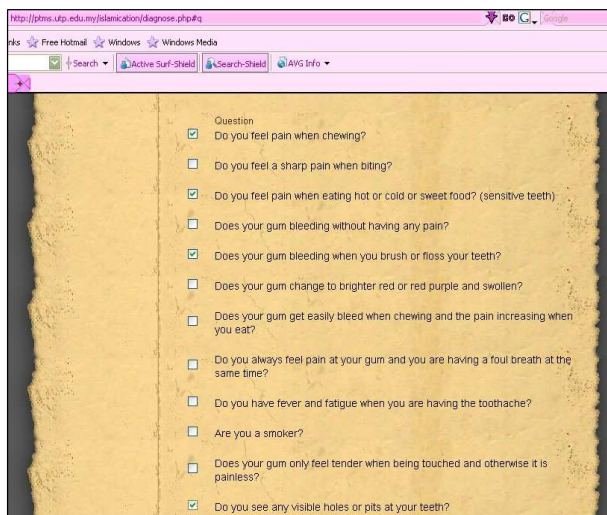 http://ptms.utp.edu.my/islamication/diagnose.php#q
GO G Google
nks Free Hotmail Windows Windows Media
Search Active Surf-Shield Search-Shield AVG Info
Question
Do you feel pain when chewing?
Do you feel a sharp pain when biting?
Do you feel pain when eating hot or cold or sweet food? (sensitive teeth)
Does your gum bleeding without having any pain?
Does your gum bleeding when you brush or floss your teeth?
Does your gum change to brighter red or red purple and swollen?
Does your gum get easily bleed when chewing and the pain increasing when
you eat?
Do you always feel pain at your gum and you are having a foul breath at the
same time?
Do you have fever and fatigue when you are having the toothache?
Are you a smoker?
Does your gum only feel tender when being touched and otherwise it is
painless?
Do you see any visible holes or pits at your teeth?